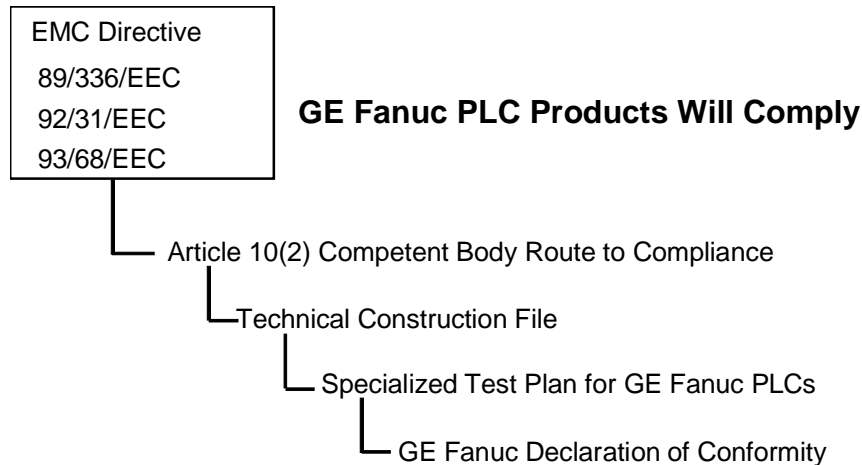 EMC Directive
89/336/EEC
92/31/EEC
93/68/EEC
GE Fanuc PLC Products Will Comply
Article 10(2) Competent Body Route to Compliance
Technical Construction File
Specialized Test Plan for GE Fanuc PLCs
GE Fanuc Declaration of Conformity